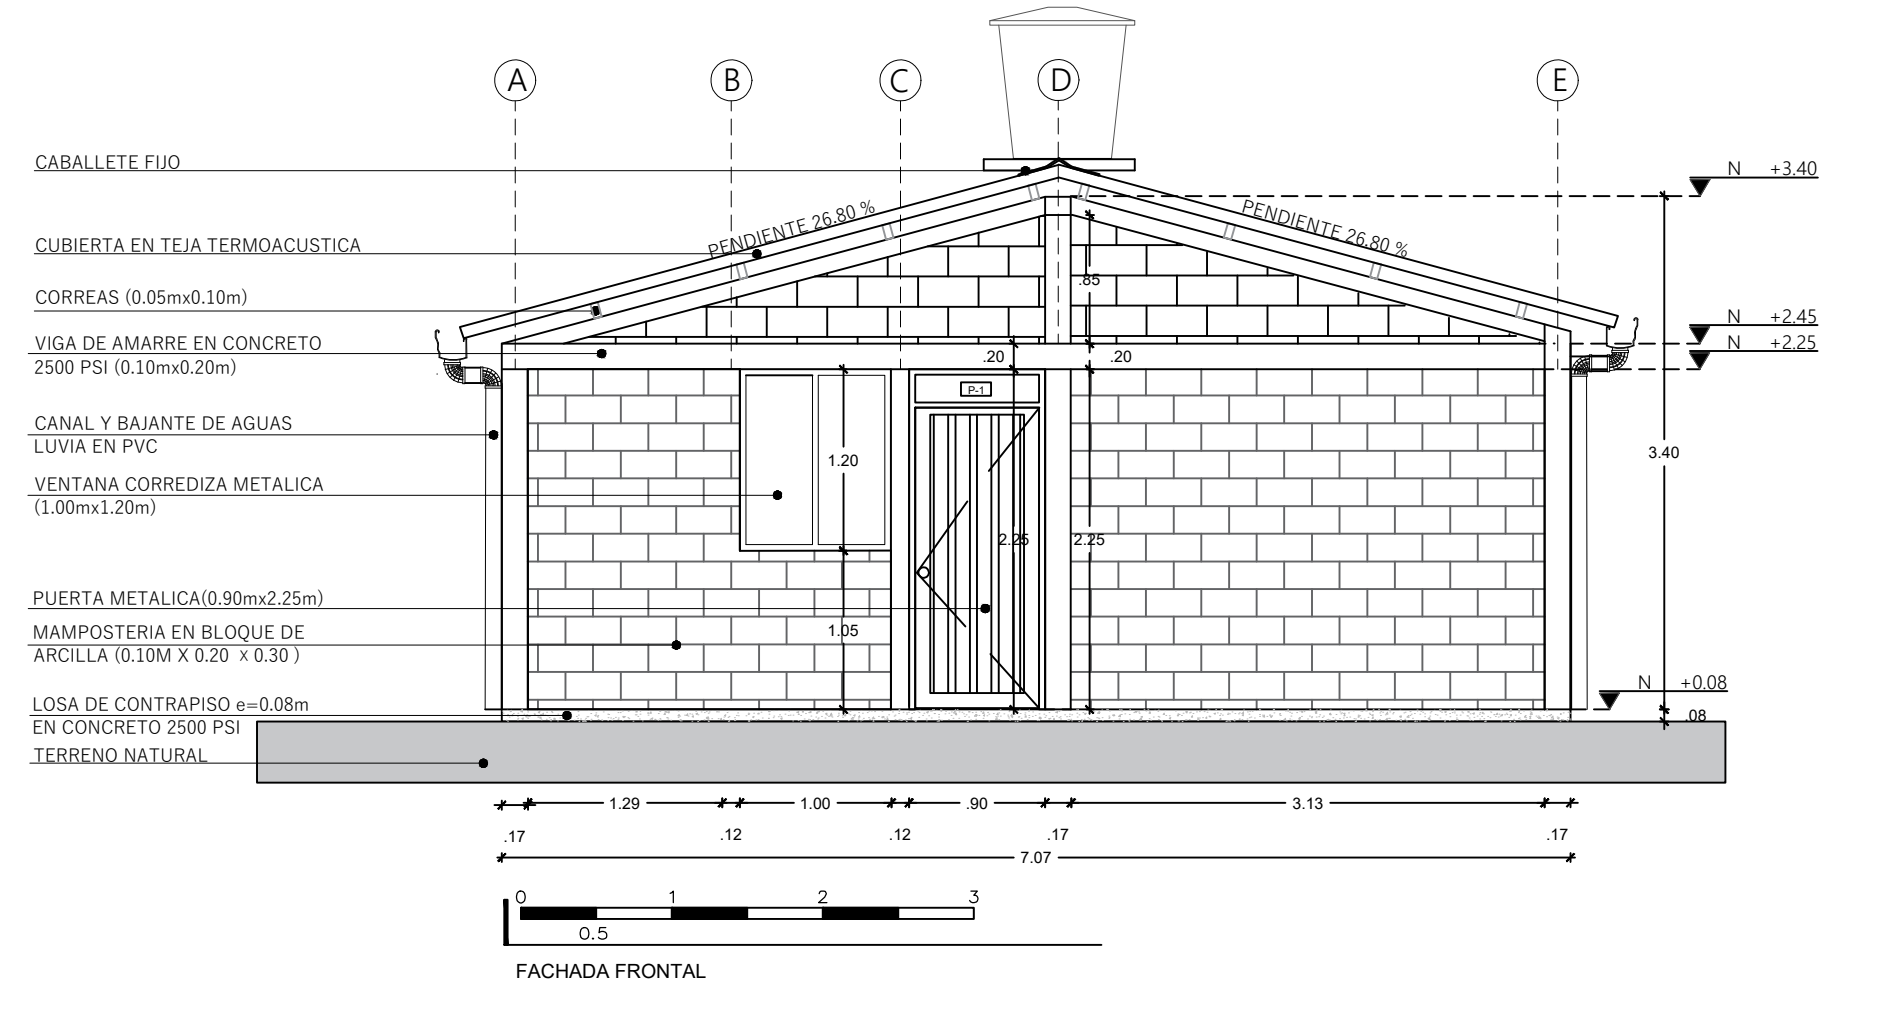 A
B
C
D
E
CABALLETE FIJO
N +3.40
PENDIENTE 26.80 %
PENDIENTE 26.80 %
CUBIERTA EN TEJA TERMOACUSTICA
.85
CORREAS (0.05mx0.10m)
N +2.45
VIGA DE AMARRE EN CONCRETO
2500 PSI (0.10mx0.20m)
N +2.25
.20
.20
P-1
CANAL Y BAJANTE DE AGUAS
LUVIA EN PVC
3.40
1.20
VENTANA CORREDIZA METALICA
(1.00mx1.20m)
2.25
2.25
PUERTA METALICA(0.90mx2.25m)
1.05
MAMPOSTERIA EN BLOQUE DE
ARCILLA (0.10M X 0.20 x 0.30 )
N +0.08
LOSA DE CONTRAPISO e=0.08m
EN CONCRETO 2500 PSI
.08
TERRENO NATURAL
1.29
1.00
.90
3.13
.17
.12
.12
.17
.17
7.07
0 1 2 3
0.5
FACHADA FRONTAL